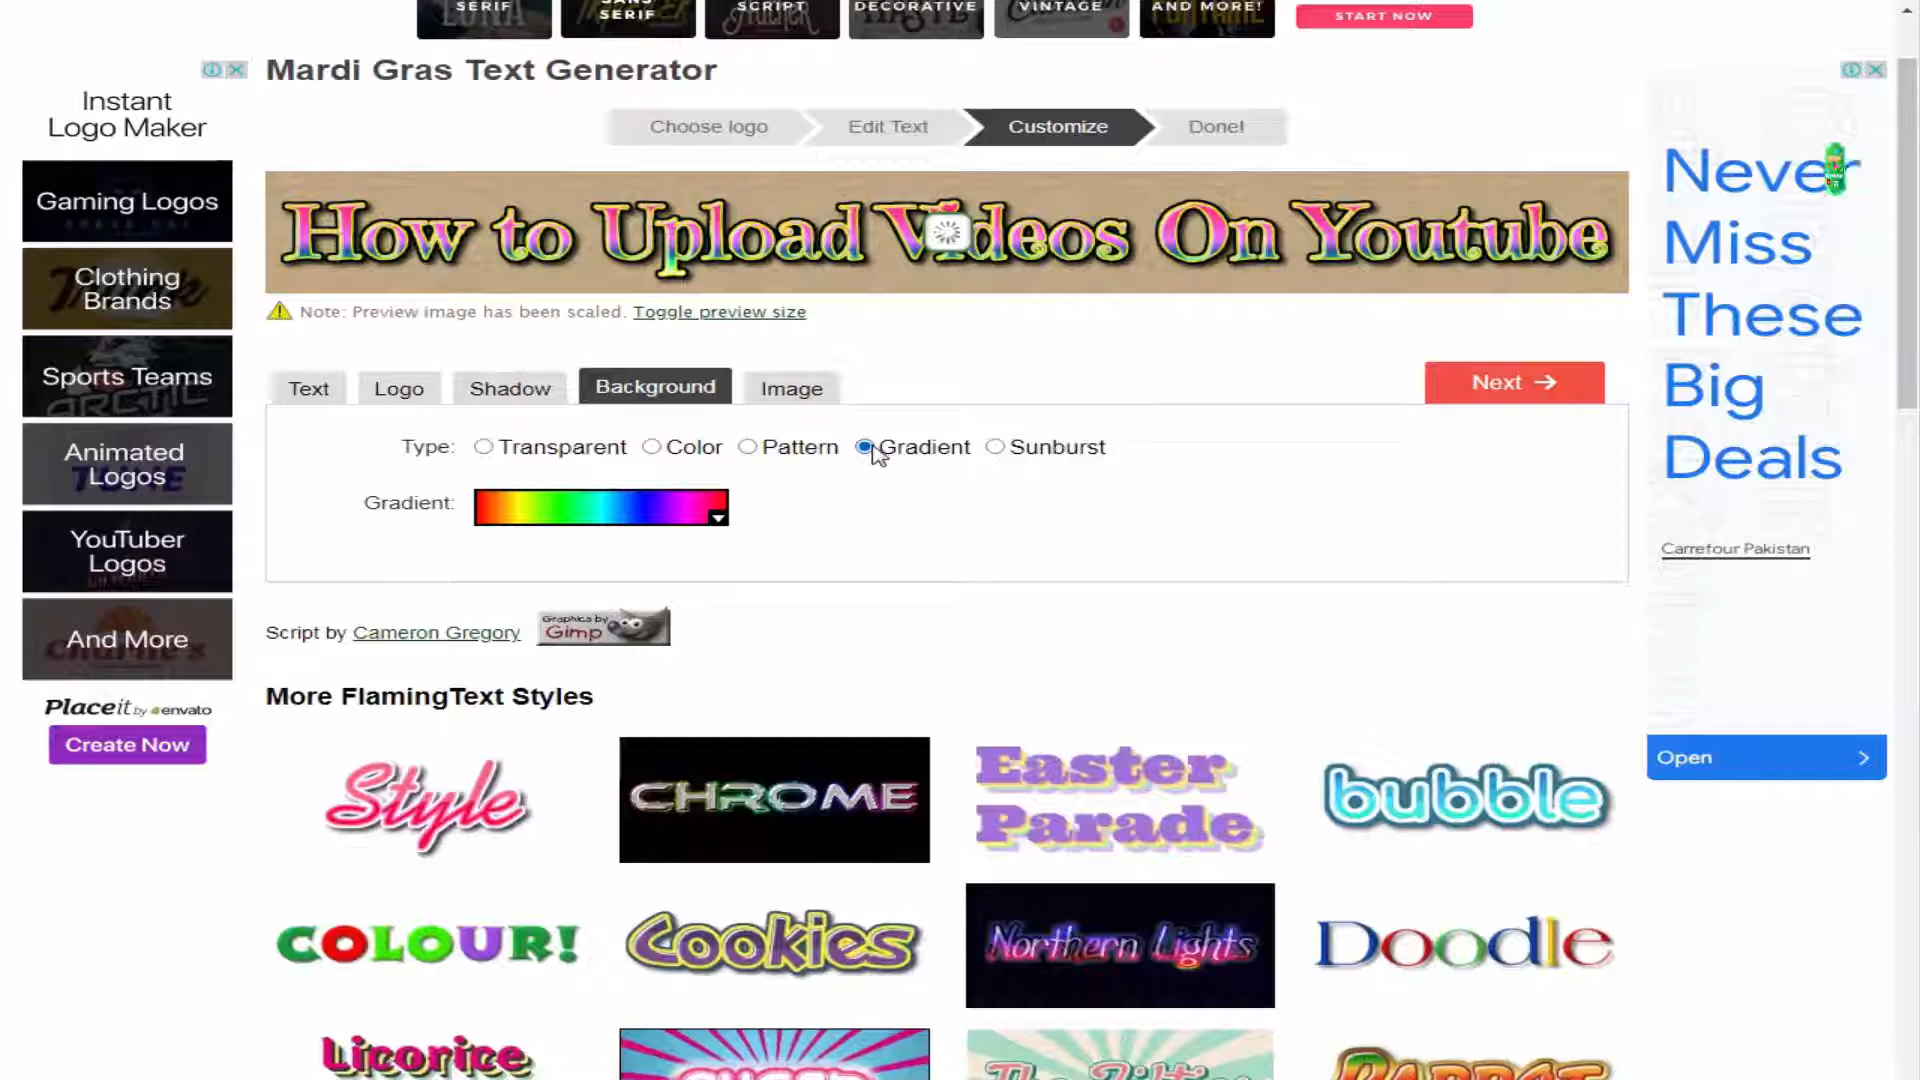 SERIF
SANS
SERIF
SCRIPT
DECORATIVE
VINTAGE
AND MORE!
START NOW
Mardi Gras Text Generator
Instant
Logo Maker
Choose logo
Edit Text
Customize
Done!
Gaming Logos
How to Upload Videos On Youtube
Never
Miss
These
Big
Deals
Clothing
Brands
Note: Preview image has been scaled. Toggle preview size
Sports Teams
ARCTIC
Text
Logo
Shadow
Background
Image
Next →
Type:
Transparent
Color
Pattern
Gradient
Sunburst
Animated
Logos
Gradient:
YouTuber
Logos
Carrefour Pakistan
And More
Script by Cameron Gregory
Graphics by
Gimp
More FlamingText Styles
Placeit by envato
Create Now
Open
Style
CHROME
Easter
Parade
bubble
COLOUR!
Cookies
Northern Lights
Doodle
Licorice